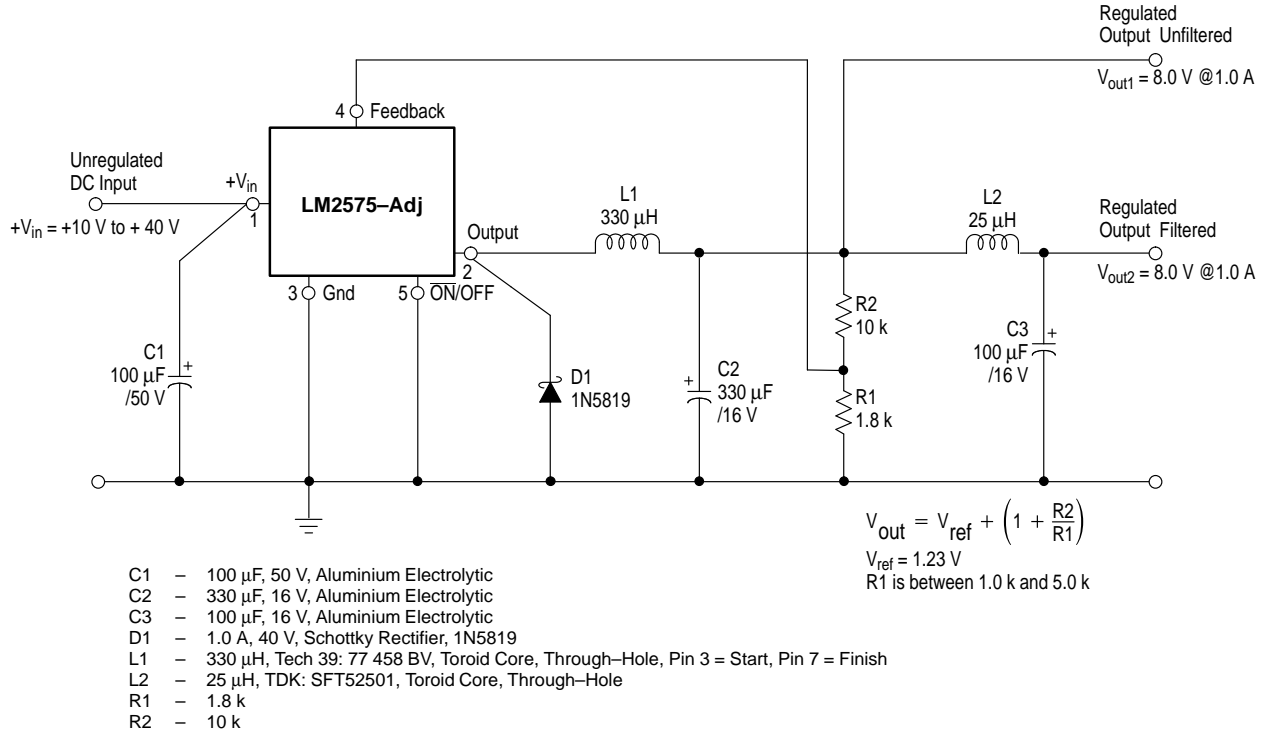 Regulated
Output Unfiltered
Vout1 = 8.0 V @1.0 A
4
Feedback
Unregulated
DC Input
+Vin
1
+Vin = +10 V to + 40 V
LM2575–Adj
Output
2
3
Gnd
5
ON/OFF
L1
330 μH
L2
25 μH
Regulated
Output Filtered
Vout2 = 8.0 V @1.0 A
C1
100 μF
/50 V
+
D1
1N5819
+
C2
330 μF
/16 V
R2
10 k
R1
1.8 k
C3
100 μF
/16 V
+
Vout = Vref + (1 + R2/R1)
Vref = 1.23 V
R1 is between 1.0 k and 5.0 k
C1 – 100 μF, 50 V, Aluminium Electrolytic
C2 – 330 μF, 16 V, Aluminium Electrolytic
C3 – 100 μF, 16 V, Aluminium Electrolytic
D1 – 1.0 A, 40 V, Schottky Rectifier, 1N5819
L1 – 330 μH, Tech 39: 77 458 BV, Toroid Core, Through–Hole, Pin 3 = Start, Pin 7 = Finish
L2 – 25 μH, TDK: SFT52501, Toroid Core, Through–Hole
R1 – 1.8 k
R2 – 10 k